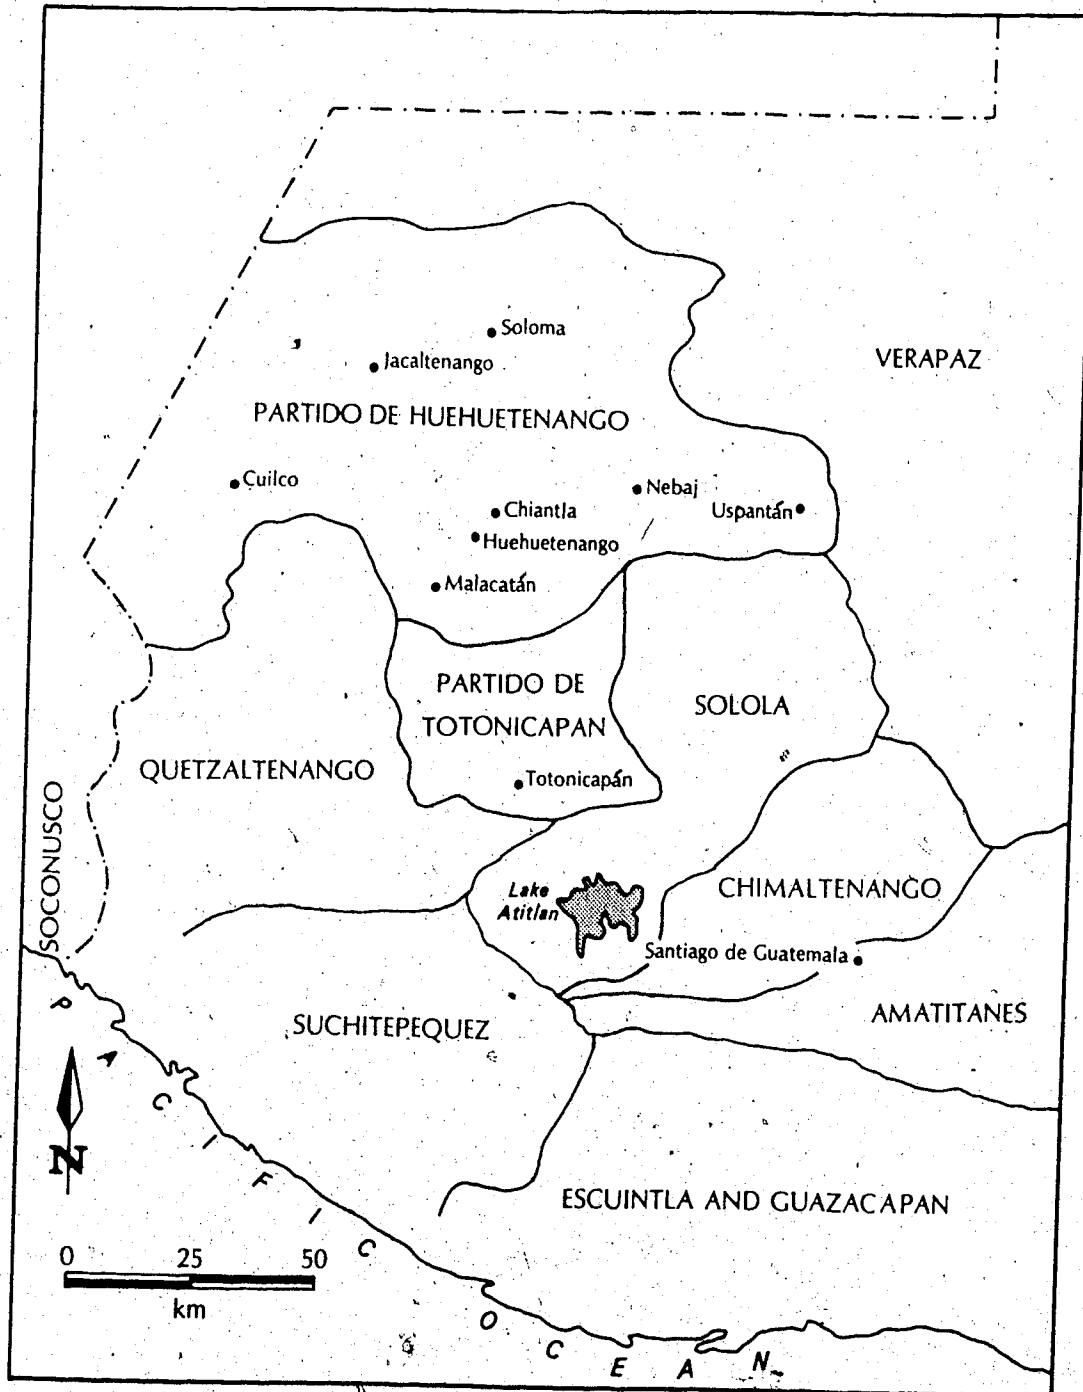 Soloma
Jacaltenango
VERAPAZ
PARTIDO DE HUEHUETENANGO
Cuilco
Nebaj
Chiantla
Uspantán
Huehuetenango
Malacatán
PARTIDO DE
TOTONICAPAN
SOLOLA
QUETZALTENANGO
Totonicapán
SOCONUSCO
Lake
Atitlan
CHIMALTENANGO
Santiago de Guatemala
AMATITANES
SUCHITEPEQUEZ
PACIFIC OCEAN
N
ESCUINTLA AND GUAZACAPAN
0 25 50
km